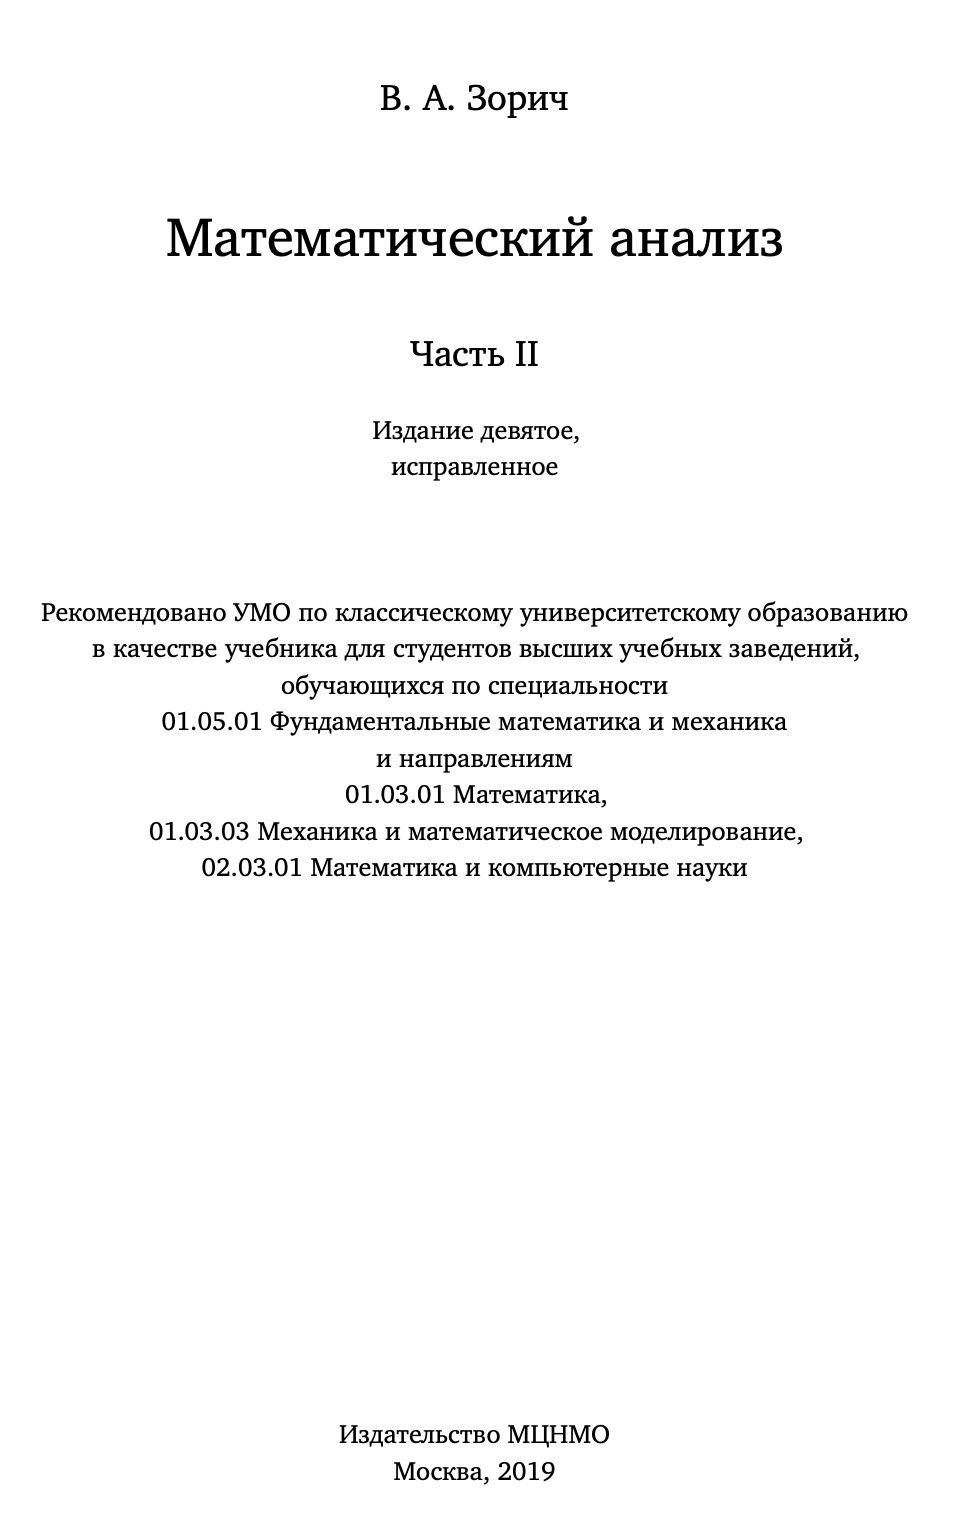 В. А. Зорич
Математический анализ
Часть II
Издание девятое,
исправленное
Рекомендовано УМО по классическому университетскому образованию
в качестве учебника для студентов высших учебных заведений,
обучающихся по специальности
01.05.01 Фундаментальные математика и механика
и направлениям
01.03.01 Математика,
01.03.03 Механика и математическое моделирование,
02.03.01 Математика и компьютерные науки
Издательство МЦНМО
Москва, 2019